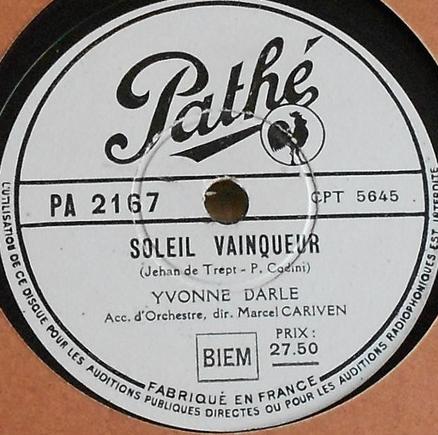 Pathé
PA 2167
CPT 5645
SOLEIL VAINQUEUR
(Jehan de Trept - P. Codini)
YVONNE DARLE
Acc. d'Orchestre, dir. Marcel CARIVEN
BIEM
PRIX :
27.50
FABRIQUÉ EN FRANCE
L'UTILISATION DE CE DISQUE POUR LES AUDITIONS PUBLIQUES DIRECTES OU POUR LES AUDITIONS RADIOPHONIQUES EST INTERDITE